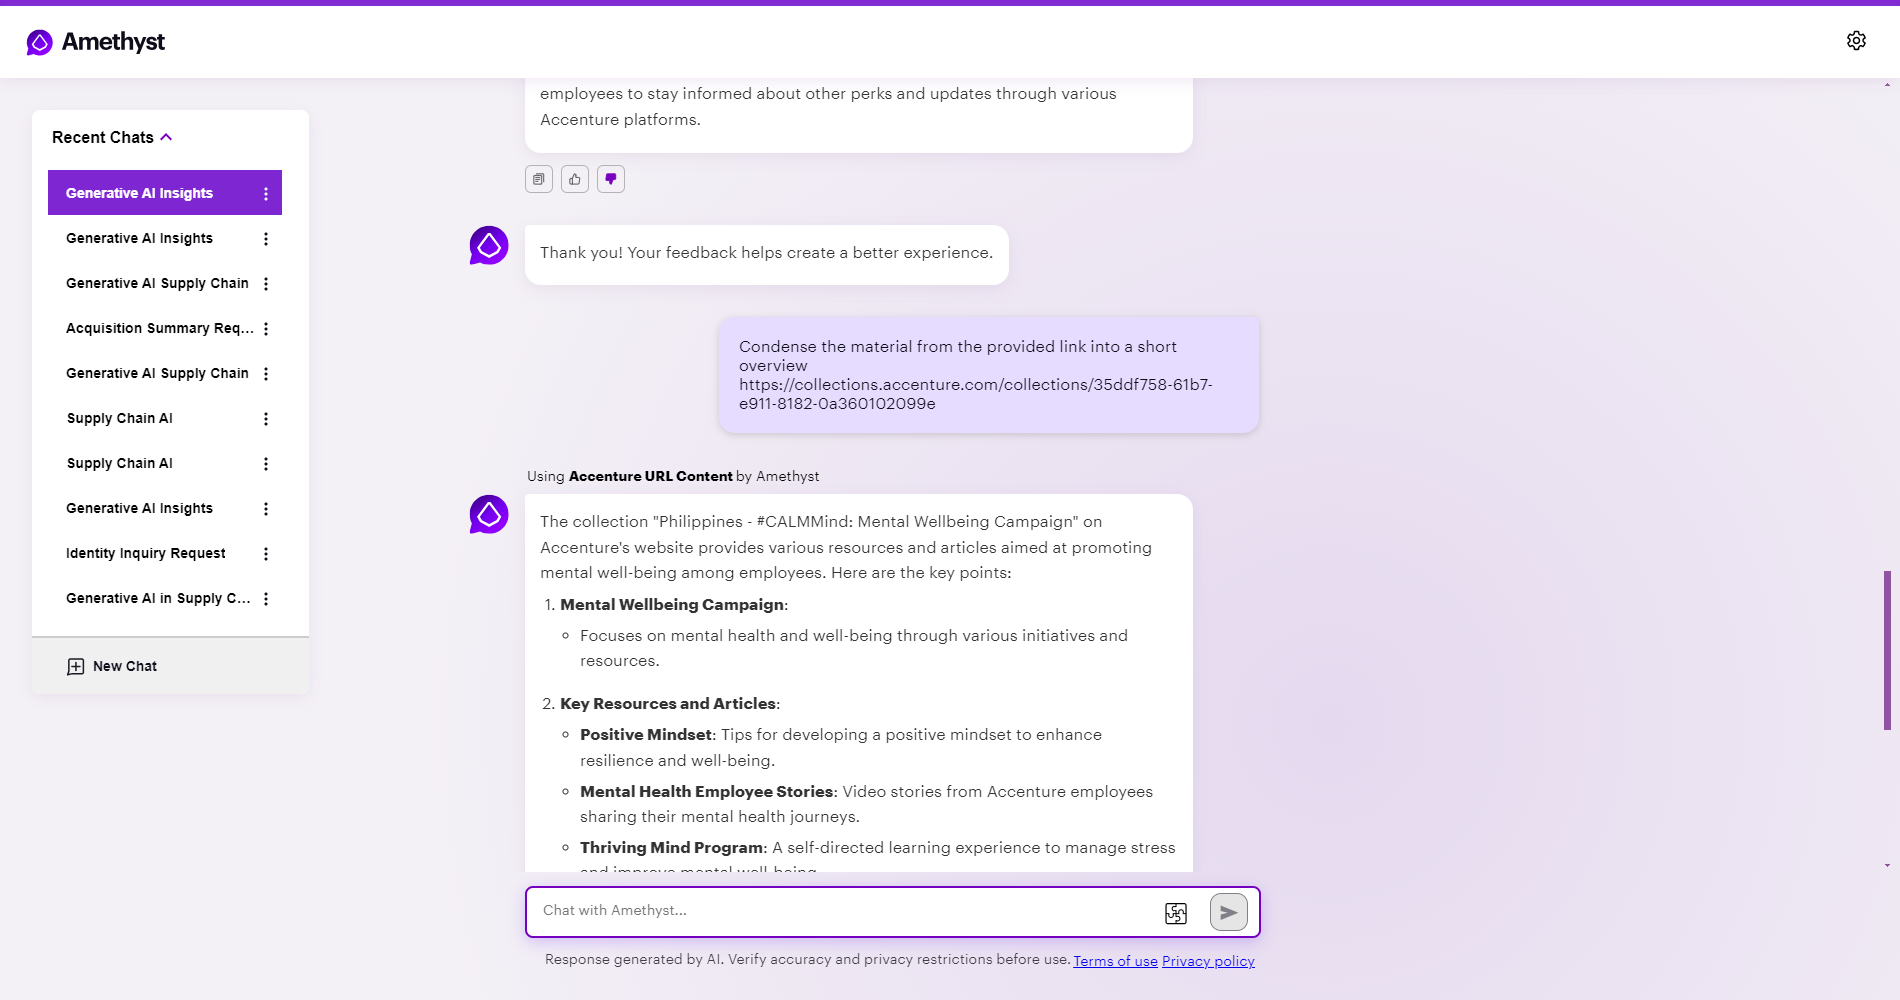 Amethyst
Recent Chats
Generative AI Insights
Generative AI Insights
Generative AI Supply Chain
Acquisition Summary Req...
Generative AI Supply Chain
Supply Chain AI
Supply Chain AI
Generative AI Insights
Identity Inquiry Request
Generative AI in Supply C...
New Chat
employees to stay informed about other perks and updates through various
Accenture platforms.
Thank you! Your feedback helps create a better experience.
Condense the material from the provided link into a short
overview
https://collections.accenture.com/collections/35ddf758-61b7-
e911-8182-0a360102099e
Using Accenture URL Content by Amethyst
The collection "Philippines - #CALMMind: Mental Wellbeing Campaign" on
Accenture's website provides various resources and articles aimed at promoting
mental well-being among employees. Here are the key points:
1. Mental Wellbeing Campaign:
Focuses on mental health and well-being through various initiatives and
resources.
2. Key Resources and Articles:
Positive Mindset: Tips for developing a positive mindset to enhance
resilience and well-being.
Mental Health Employee Stories: Video stories from Accenture employees
sharing their mental health journeys.
Thriving Mind Program: A self-directed learning experience to manage stress
and improve mental well-being.
Chat with Amethyst...
Response generated by AI. Verify accuracy and privacy restrictions before use. Terms of use Privacy policy